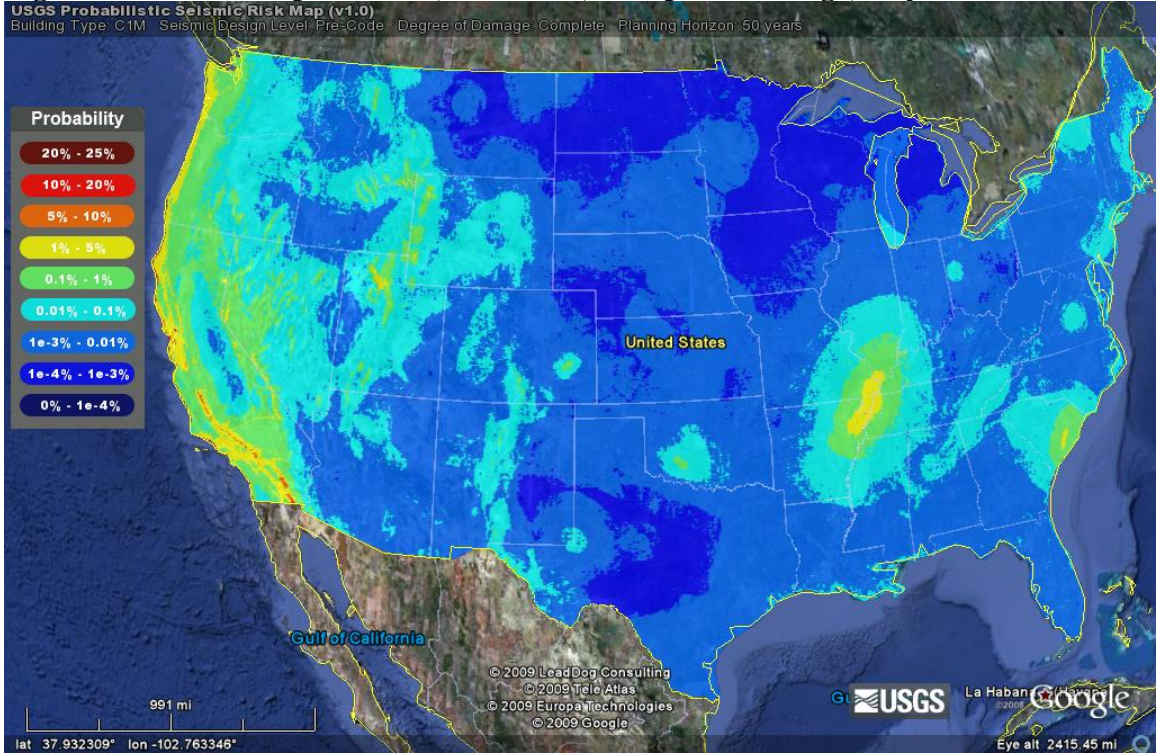 USGS Probabilistic Seismic Risk Map (v1.0)
Building Type: C1M Seismic Design Level: Pre-Code Degree of Damage: Complete Planning Horizon: 50 years
Probability
20% - 25%
10% - 20%
5% - 10%
1% - 5%
0.1% - 1%
0.01% - 0.1%
1e-3% - 0.01%
1e-4% - 1e-3%
0% - 1e-4%
United States
Gulf of California
© 2009 LeadDog Consulting
© 2009 Tele Atlas
© 2009 Europa Technologies
© 2009 Google
991 mi
USGS
La Habana (Havana)
Google
lat 37.932309° lon -102.763346°
Eye alt 2415.45 mi